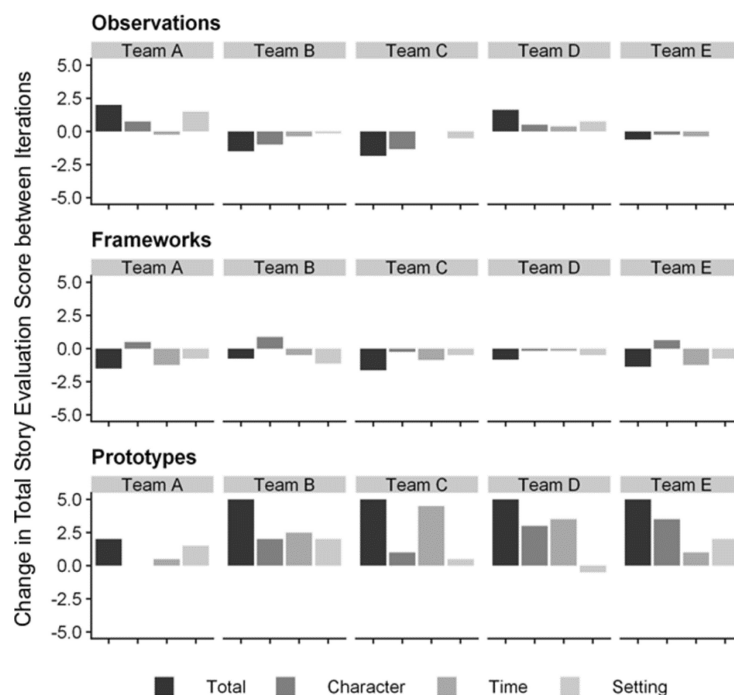 Change in Total Story Evaluation Score between Iterations
Observations
Team A Team B Team C Team D Team E
5.0
2.5
0.0
-2.5
-5.0
Frameworks
Team A Team B Team C Team D Team E
5.0
2.5
0.0
-2.5
-5.0
Prototypes
Team A Team B Team C Team D Team E
5.0
2.5
0.0
-2.5
-5.0
Total Character Time Setting